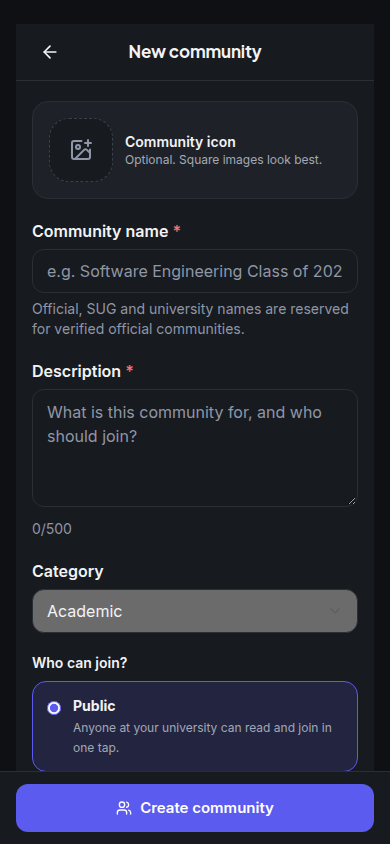 New community
Community icon
Optional. Square images look best.
Community name *
e.g. Software Engineering Class of 202
Official, SUG and university names are reserved
for verified official communities.
Description *
What is this community for, and who
should join?
0/500
Category
Academic
Who can join?
Public
Anyone at your university can read and join in
one tap.
Create community